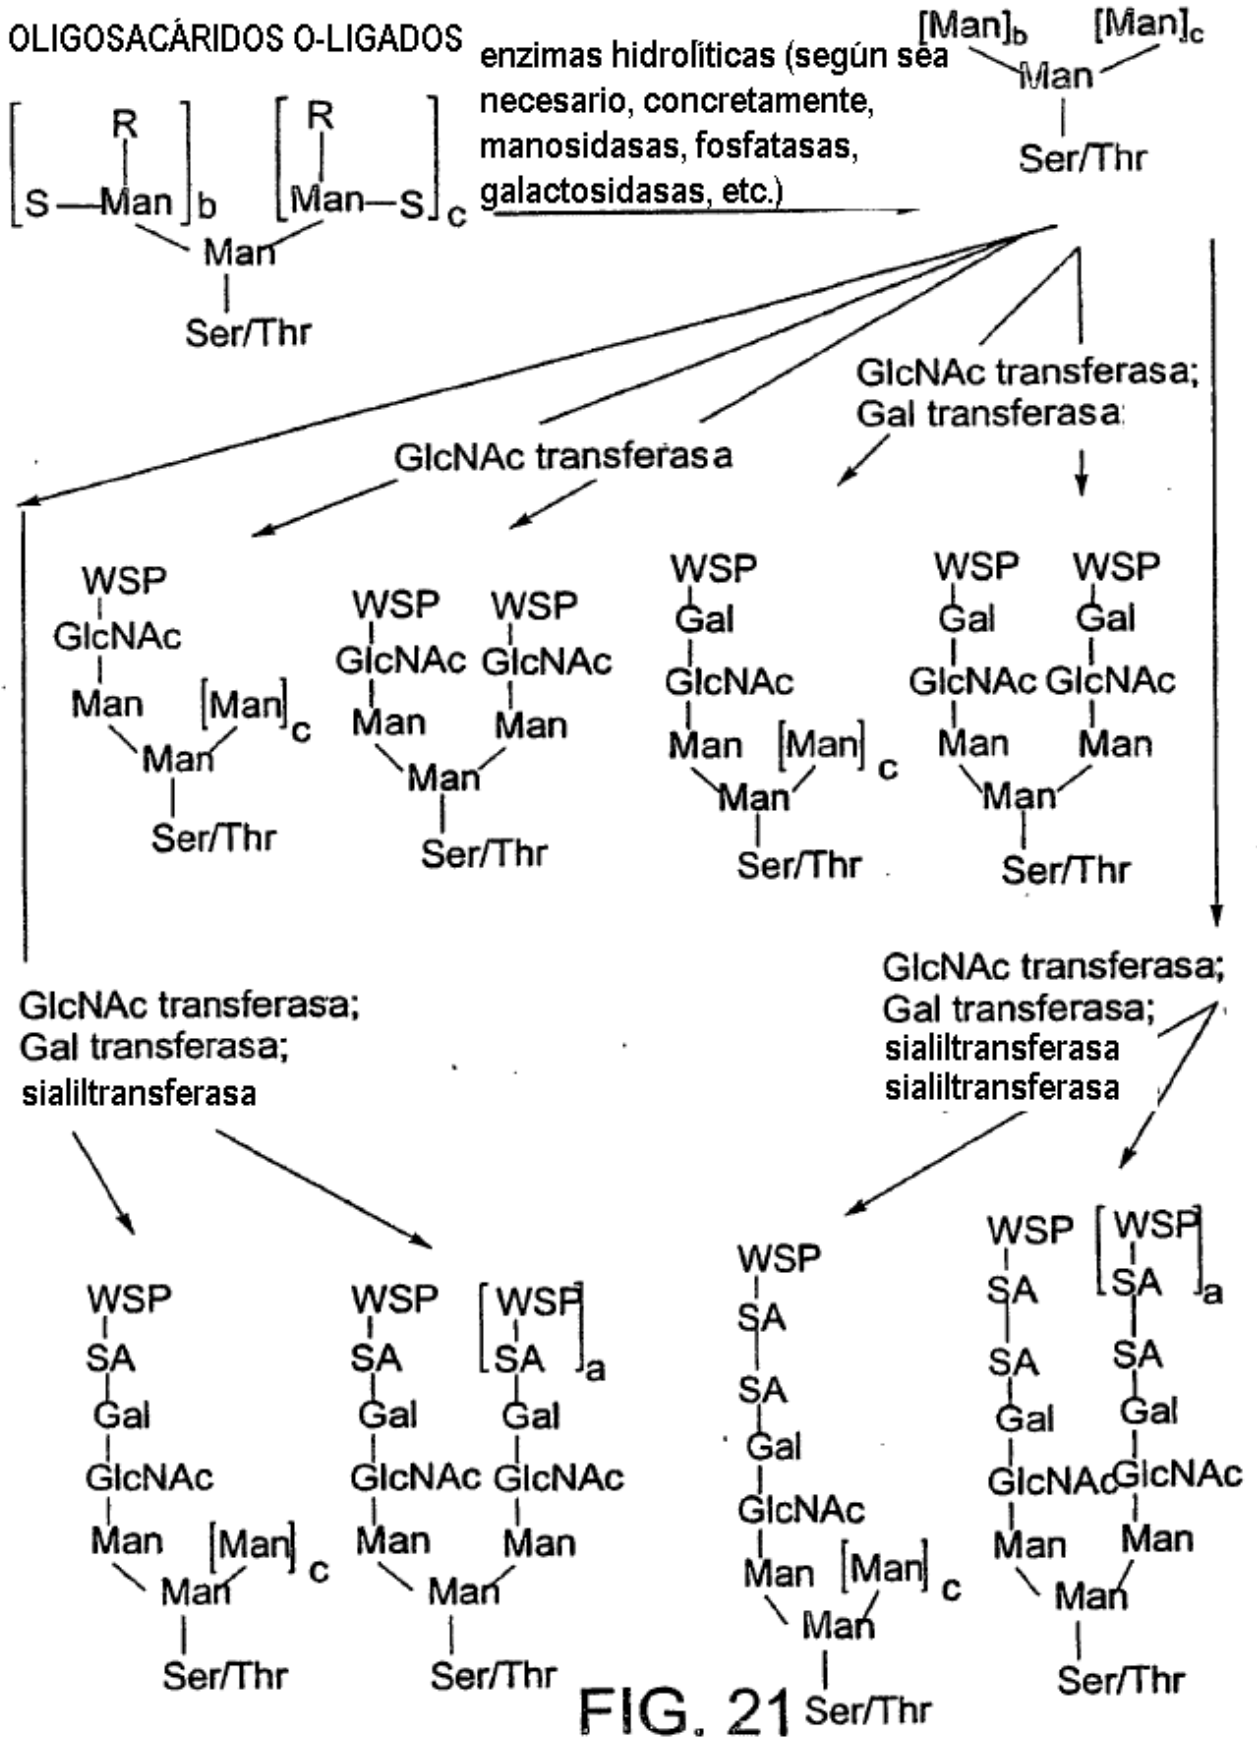 OLIGOSACÁRIDOS O-LIGADOS
enzimas hidrolíticas (según sea
necesario, concretamente,
manosidasas, fosfatasas,
galactosidasas, etc.)
[Man]b [Man]c
Man
Ser/Thr
R R
[S—Man]b [Man—S]c
Man
Ser/Thr
GlcNAc transferasa;
Gal transferasa;
GlcNAc transferasa
WSP
GlcNAc
Man [Man]c
Man
Ser/Thr
WSP WSP
GlcNAc GlcNAc
Man Man
Man
Ser/Thr
WSP
Gal
GlcNAc
Man [Man]c
Man
Ser/Thr
WSP WSP
Gal Gal
GlcNAc GlcNAc
Man Man
Man
Ser/Thr
GlcNAc transferasa;
Gal transferasa;
sialiltransferasa
GlcNAc transferasa;
Gal transferasa;
sialiltransferasa
sialiltransferasa
WSP
SA
Gal
GlcNAc
Man [Man]c
Man
Ser/Thr
WSP [WSP
SA SA]a
Gal Gal
GlcNAc GlcNAc
Man Man
Man
Ser/Thr
WSP
SA
SA
Gal
GlcNAc
Man [Man]c
Man
Ser/Thr
WSP [WSP
SA SA]a
SA SA
Gal Gal
GlcNAc GlcNAc
Man Man
Man
Ser/Thr
FIG. 21